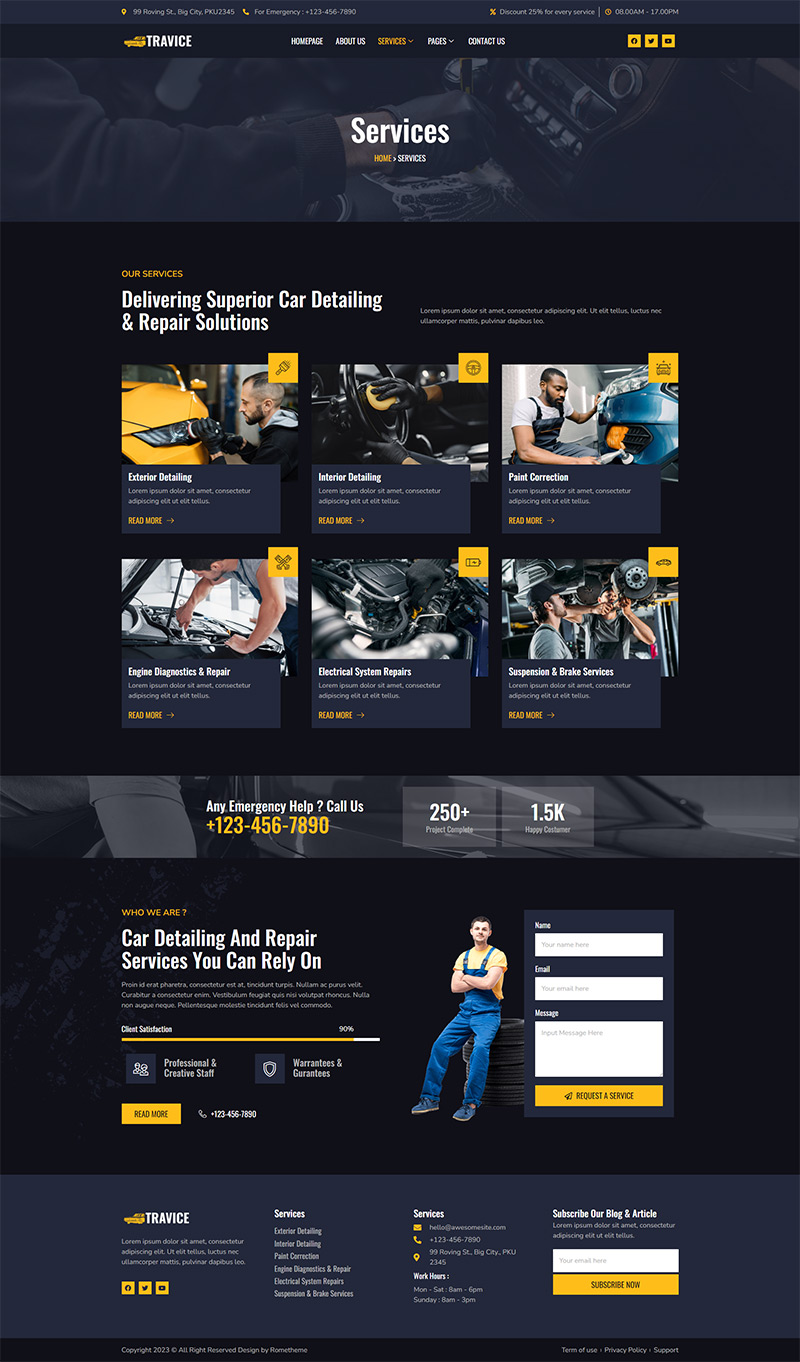 99 Roving St., Big City, PKU2345
For Emergency : +123-456-7890
Discount 25% for every service
08.00AM - 17.00PM
TRAVICE
HOMEPAGE
ABOUT US
SERVICES
PAGES
CONTACT US
Services
HOME > SERVICES
OUR SERVICES
Delivering Superior Car Detailing
& Repair Solutions
Lorem ipsum dolor sit amet, consectetur adipiscing elit. Ut elit tellus, luctus nec
ullamcorper mattis, pulvinar dapibus leo.
Exterior Detailing
Lorem ipsum dolor sit amet, consectetur
adipiscing elit ut elit tellus.
READ MORE
Interior Detailing
Lorem ipsum dolor sit amet, consectetur
adipiscing elit ut elit tellus.
READ MORE
Paint Correction
Lorem ipsum dolor sit amet, consectetur
adipiscing elit ut elit tellus.
READ MORE
Engine Diagnostics & Repair
Lorem ipsum dolor sit amet, consectetur
adipiscing elit ut elit tellus.
READ MORE
Electrical System Repairs
Lorem ipsum dolor sit amet, consectetur
adipiscing elit ut elit tellus.
READ MORE
Suspension & Brake Services
Lorem ipsum dolor sit amet, consectetur
adipiscing elit ut elit tellus.
READ MORE
Any Emergency Help ? Call Us
+123-456-7890
250+
Project Complete
1.5K
Happy Costumer
WHO WE ARE ?
Car Detailing And Repair
Services You Can Rely On
Proin id erat pharetra, consectetur est at, tincidunt turpis. Nullam ac purus velit.
Curabitur a consectetur enim. Vestibulum feugiat quis nisi volutpat rhoncus. Nulla
non augue neque. Pellentesque molestie tincidunt felis vel commodo.
Client Satisfaction
90%
Professional &
Creative Staff
Warrantees &
Gurantees
READ MORE
+123-456-7890
Name
Your name here
Email
Your email here
Message
Input Message Here
REQUEST A SERVICE
TRAVICE
Lorem ipsum dolor sit amet, consectetur
adipiscing elit. Ut elit tellus, luctus nec
ullamcorper mattis, pulvinar dapibus leo.
Services
Exterior Detailing
Interior Detailing
Paint Correction
Engine Diagnostics & Repair
Electrical System Repairs
Suspension & Brake Services
Services
hello@awesomesite.com
+123-456-7890
99 Roving St., Big City,, PKU
2345
Work Hours :
Mon - Sat : 8am - 6pm
Sunday : 8am - 3pm
Subscribe Our Blog & Article
Lorem ipsum dolor sit amet, consectetur
adipiscing elit ut elit tellus.
Your email here
SUBSCRIBE NOW
Copyright 2023 © All Right Reserved Design by Rometheme
Term of use
Privacy Policy
Support